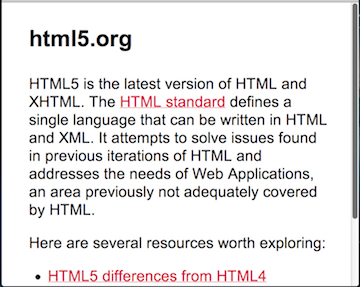 html5.org
HTML5 is the latest version of HTML and
XHTML. The HTML standard defines a
single language that can be written in HTML
and XML. It attempts to solve issues found
in previous iterations of HTML and
addresses the needs of Web Applications,
an area previously not adequately covered
by HTML.
Here are several resources worth exploring:
• HTML5 differences from HTML4